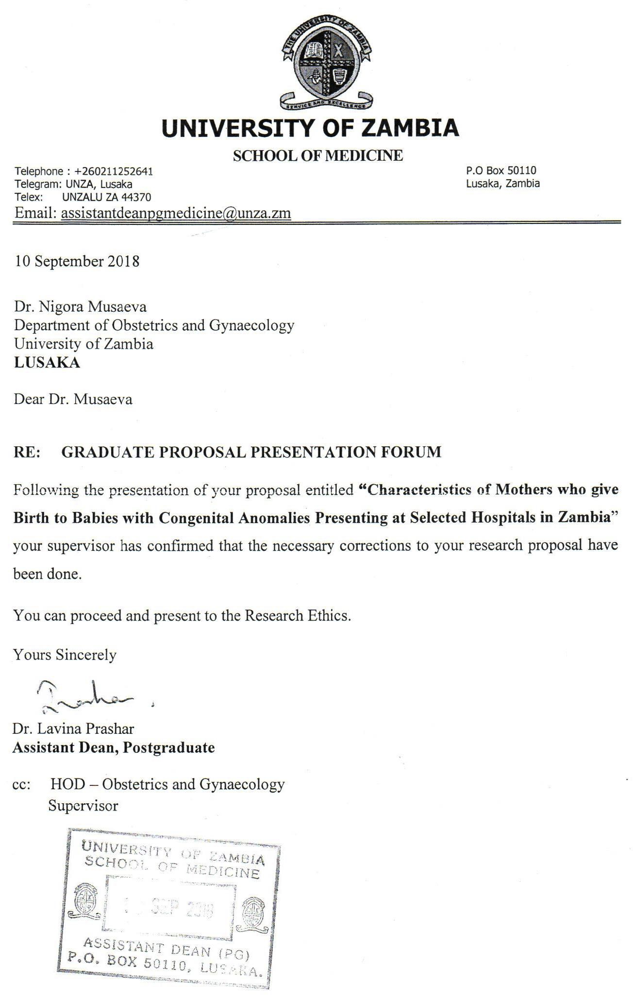 THE UNIVERSITY OF ZAMBIA
SERVICE AND EXCELLENCE
UNIVERSITY OF ZAMBIA
SCHOOL OF MEDICINE
Telephone : +260211252641
P.O Box 50110
Telegram: UNZA, Lusaka
Lusaka, Zambia
Telex: UNZALU ZA 44370
Email: assistantdeanpgmedicine@unza.zm
10 September 2018
Dr. Nigora Musaeva
Department of Obstetrics and Gynaecology
University of Zambia
LUSAKA
Dear Dr. Musaeva
RE: GRADUATE PROPOSAL PRESENTATION FORUM
Following the presentation of your proposal entitled “Characteristics of Mothers who give
Birth to Babies with Congenital Anomalies Presenting at Selected Hospitals in Zambia”
your supervisor has confirmed that the necessary corrections to your research proposal have
been done.
You can proceed and present to the Research Ethics.
Yours Sincerely
Dr. Lavina Prashar
Assistant Dean, Postgraduate
cc: HOD – Obstetrics and Gynaecology
Supervisor
UNIVERSITY OF ZAMBIA
SCHOOL OF MEDICINE
SEP 2018
ASSISTANT DEAN (PG)
P.O. BOX 50110, LUSAKA.